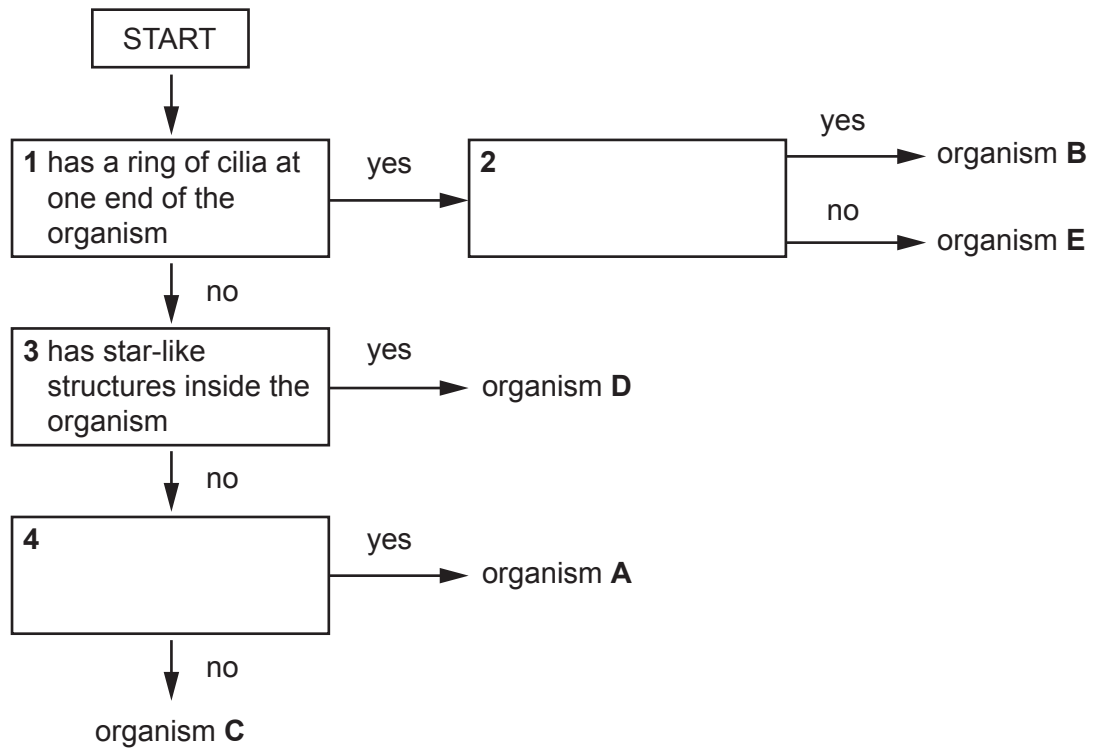 START
1 has a ring of cilia at
one end of the
organism
yes
2
yes
organism B
no
organism E
no
3 has star-like
structures inside the
organism
yes
organism D
no
4
yes
organism A
no
organism C